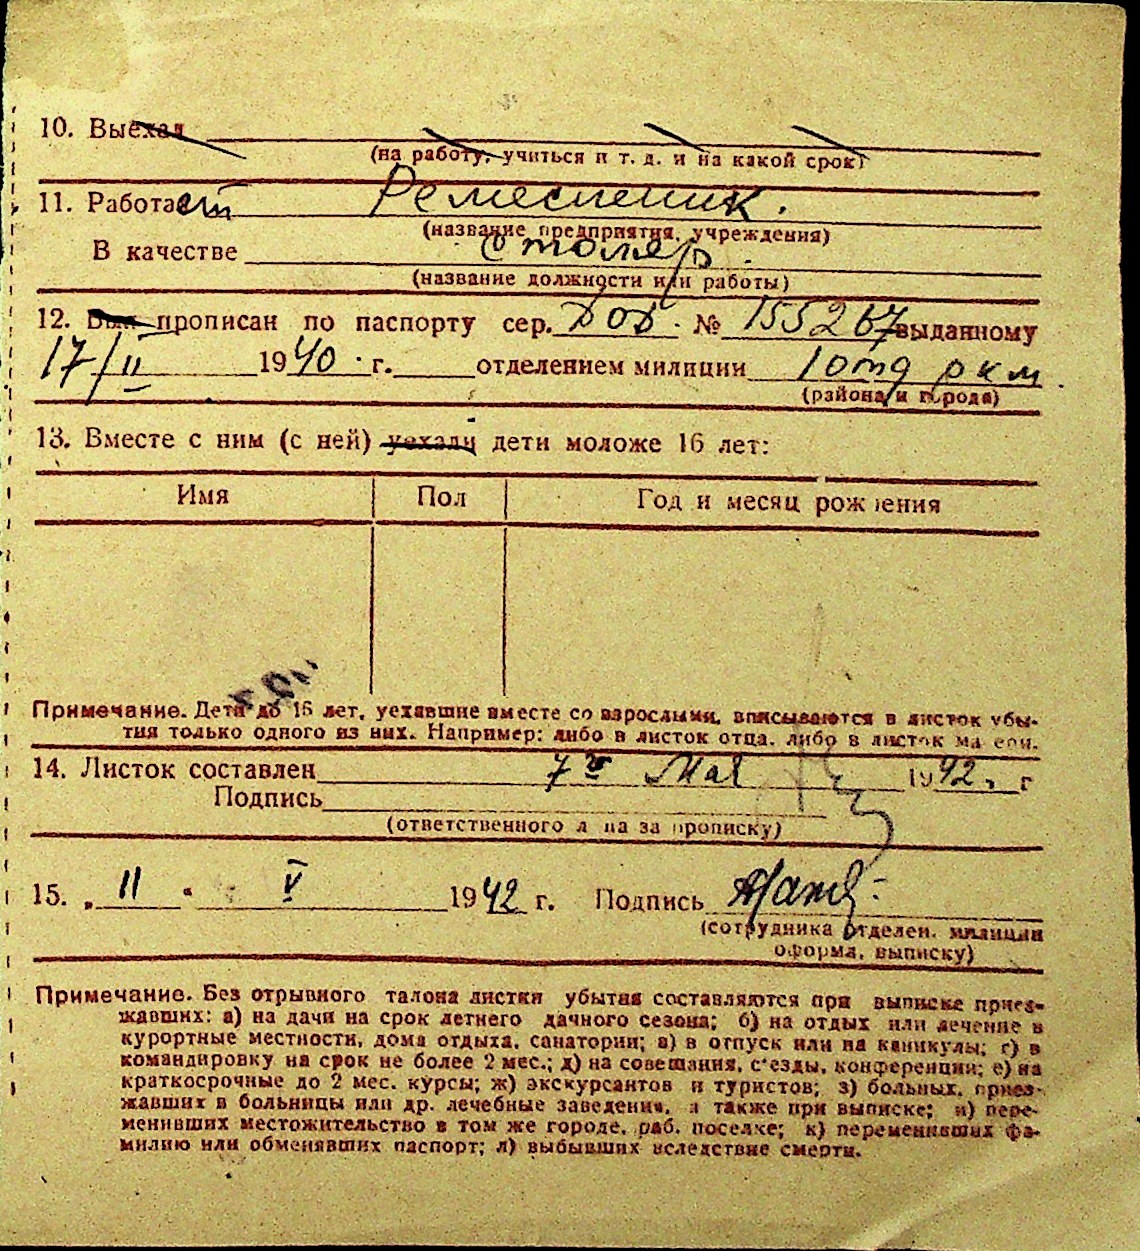 10. Выехал
(на работу, учиться и т. д. и на какой срок)
11. Работает Ремесленик.
(название предприятия, учреждения)
В качестве столяр.
(название должности или работы)
12. Был прописан по паспорту сер. № 155267 выданному
17/II 1940 г. отделением милиции 1 отд ркм.
(района и города)
13. Вместе с ним (с ней) уехали дети моложе 16 лет:
Имя Пол Год и месяц рождения
Примечание. Дети до 16 лет, уехавшие вместе со взрослыми, вписываются в листок убы-
тия только одного из них. Например: либо в листок отца, либо в листок матери.
14. Листок составлен 7го Мая 1942. г
Подпись
(ответственного лица за прописку)
15. „11“ V 1942 г. Подпись
(сотрудника отделен. милиции
оформл. выписку)
Примечание. Без отрывного талона листки убытия составляются при выписке приез-
жавших: а) на дачи на срок летнего дачного сезона; б) на отдых или лечение в
курортные местности, дома отдыха, санатории; в) в отпуск или на каникулы; г) в
командировку на срок не более 2 мес.; д) на совещания, с'езды, конференции; е) на
краткосрочные до 2 мес. курсы; ж) экскурсантов и туристов; з) больных, приез-
жавших в больницы или др. лечебные заведения, а также при выписке; и) пере-
менивших местожительство в том же городе, раб. поселке; к) переменивших фа-
милию или обменявших паспорт; л) выбывших вследствие смерти.